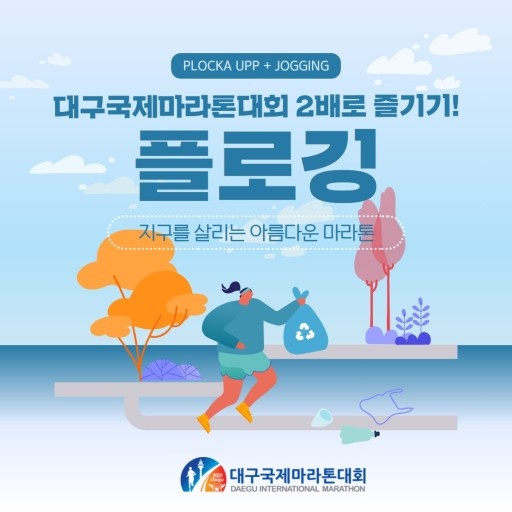 PLOCKA UPP + JOGGING
대구국제마라톤대회 2배로 즐기기!
플로깅
지구를 살리는 아름다운 마라톤
대구국제마라톤대회
DAEGU INTERNATIONAL MARATHON